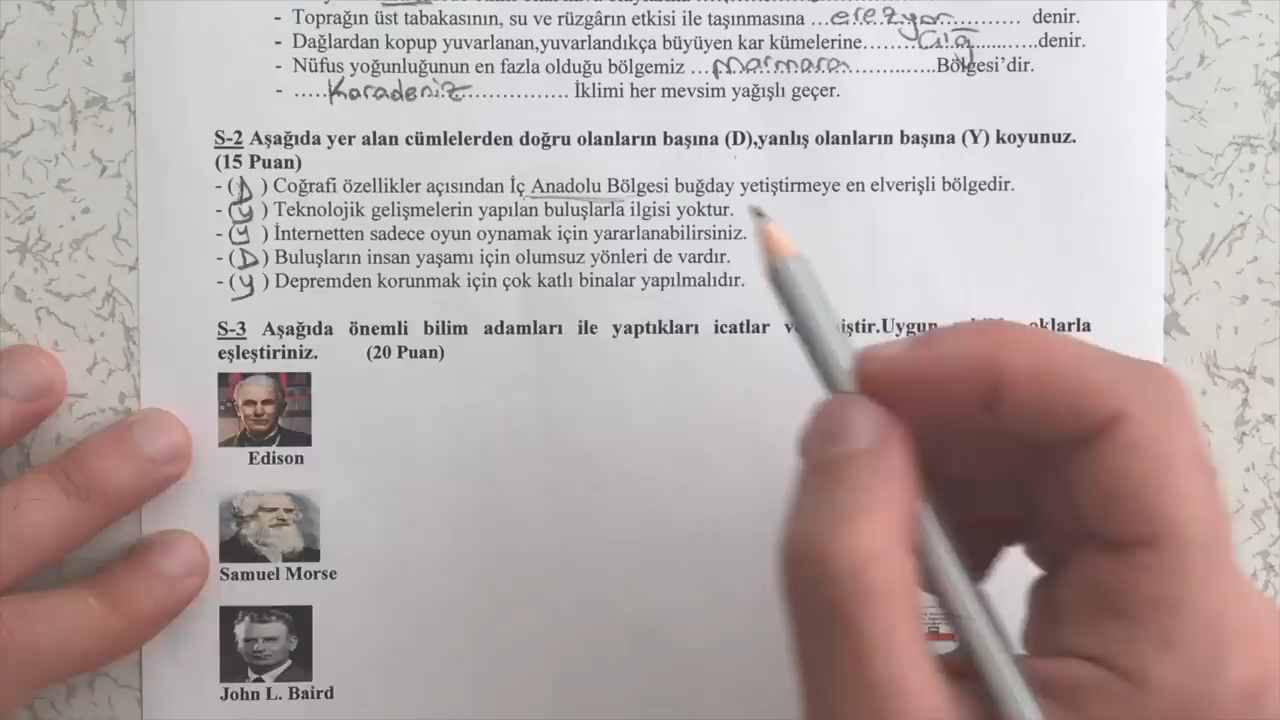 - Toprağın üst tabakasının, su ve rüzgârın etkisi ile taşınmasına ...erezyon............ denir.
- Dağlardan kopup yuvarlanan,yuvarlandıkça büyüyen kar kümelerine........Çığ...........denir.
- Nüfus yoğunluğunun en fazla olduğu bölgemiz ...marmara..............Bölgesi’dir.
- .....Karadeniz................ İklimi her mevsim yağışlı geçer.
S-2 Aşağıda yer alan cümlelerden doğru olanların başına (D),yanlış olanların başına (Y) koyunuz.
(15 Puan)
- (D ) Coğrafi özellikler açısından İç Anadolu Bölgesi buğday yetiştirmeye en elverişli bölgedir.
- (Y ) Teknolojik gelişmelerin yapılan buluşlarla ilgisi yoktur.
- (Y ) İnternetten sadece oyun oynamak için yararlanabilirsiniz.
- (D ) Buluşların insan yaşamı için olumsuz yönleri de vardır.
- (y ) Depremden korunmak için çok katlı binalar yapılmalıdır.
S-3 Aşağıda önemli bilim adamları ile yaptıkları icatlar
eşleştiriniz. (20 Puan)
Edison
Samuel Morse
John L. Baird